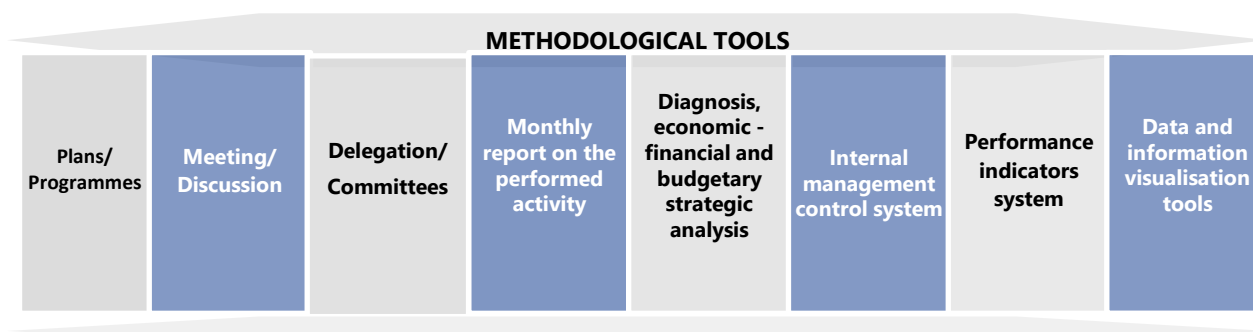 METHODOLOGICAL TOOLS
Plans/
Programmes
Meeting/
Discussion
Delegation/
Committees
Monthly
report on the
performed
activity
Diagnosis,
economic -
financial and
budgetary
strategic
analysis
Internal
management
control system
Performance
indicators
system
Data and
information
visualisation
tools